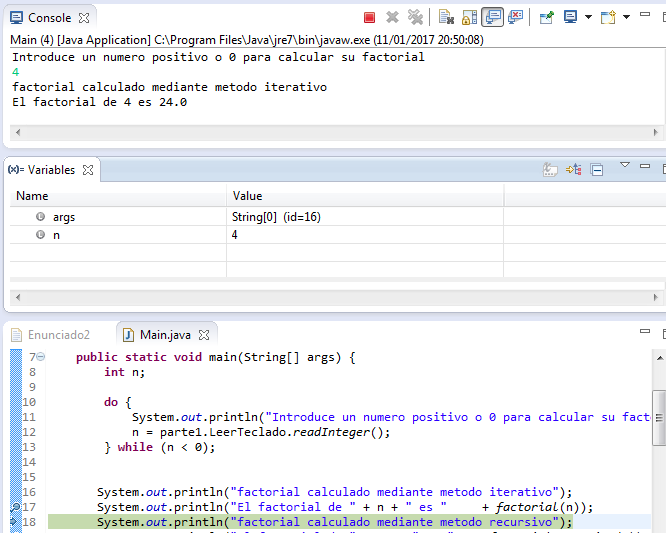 Console
Main (4) [Java Application] C:\Program Files\Java\jre7\bin\javaw.exe (11/01/2017 20:50:08)
Introduce un numero positivo o 0 para calcular su factorial
4
factorial calculado mediante metodo iterativo
El factorial de 4 es 24.0
(x)= Variables
Name Value
args String[0] (id=16)
n 4
Enunciado2 Main.java
7 public static void main(String[] args) {
8 int n;
9
10 do {
11 System.out.println("Introduce un numero positivo o 0 para calcular su fact
12 n = parte1.LeerTeclado.readInteger();
13 } while (n < 0);
14
15
16 System.out.println("factorial calculado mediante metodo iterativo");
17 System.out.println("El factorial de " + n + " es " + factorial(n));
18 System.out.println("factorial calculado mediante metodo recursivo");